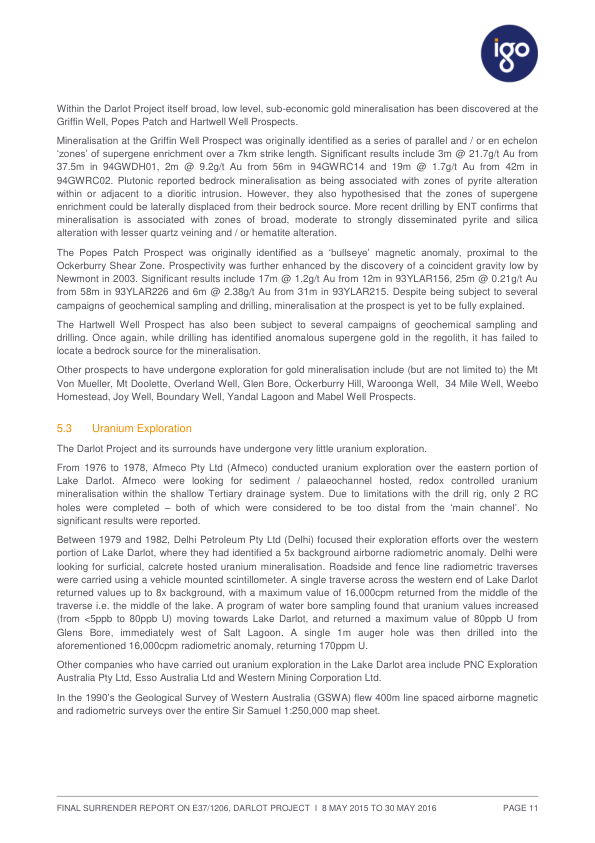 igo
Within the Darlot Project itself broad, low level, sub-economic gold mineralisation has been discovered at the
Griffin Well, Popes Patch and Hartwell Well Prospects.
Mineralisation at the Griffin Well Prospect was originally identified as a series of parallel and / or en echelon
‘zones’ of supergene enrichment over a 7km strike length. Significant results include 3m @ 21.7g/t Au from
37.5m in 94GWDH01, 2m @ 9.2g/t Au from 56m in 94GWRC14 and 19m @ 1.7g/t Au from 42m in
94GWRC02. Plutonic reported bedrock mineralisation as being associated with zones of pyrite alteration
within or adjacent to a dioritic intrusion. However, they also hypothesised that the zones of supergene
enrichment could be laterally displaced from their bedrock source. More recent drilling by ENT confirms that
mineralisation is associated with zones of broad, moderate to strongly disseminated pyrite and silica
alteration with lesser quartz veining and / or hematite alteration.
The Popes Patch Prospect was originally identified as a ‘bullseye’ magnetic anomaly, proximal to the
Ockerburry Shear Zone. Prospectivity was further enhanced by the discovery of a coincident gravity low by
Newmont in 2003. Significant results include 17m @ 1.2g/t Au from 12m in 93YLAR156, 25m @ 0.21g/t Au
from 58m in 93YLAR226 and 6m @ 2.38g/t Au from 31m in 93YLAR215. Despite being subject to several
campaigns of geochemical sampling and drilling, mineralisation at the prospect is yet to be fully explained.
The Hartwell Well Prospect has also been subject to several campaigns of geochemical sampling and
drilling. Once again, while drilling has identified anomalous supergene gold in the regolith, it has failed to
locate a bedrock source for the mineralisation.
Other prospects to have undergone exploration for gold mineralisation include (but are not limited to) the Mt
Von Mueller, Mt Doolette, Overland Well, Glen Bore, Ockerburry Hill, Waroonga Well, 34 Mile Well, Weebo
Homestead, Joy Well, Boundary Well, Yandal Lagoon and Mabel Well Prospects.
5.3 Uranium Exploration
The Darlot Project and its surrounds have undergone very little uranium exploration.
From 1976 to 1978, Afmeco Pty Ltd (Afmeco) conducted uranium exploration over the eastern portion of
Lake Darlot. Afmeco were looking for sediment / palaeochannel hosted, redox controlled uranium
mineralisation within the shallow Tertiary drainage system. Due to limitations with the drill rig, only 2 RC
holes were completed – both of which were considered to be too distal from the ‘main channel’. No
significant results were reported.
Between 1979 and 1982, Delhi Petroleum Pty Ltd (Delhi) focused their exploration efforts over the western
portion of Lake Darlot, where they had identified a 5x background airborne radiometric anomaly. Delhi were
looking for surficial, calcrete hosted uranium mineralisation. Roadside and fence line radiometric traverses
were carried using a vehicle mounted scintillometer. A single traverse across the western end of Lake Darlot
returned values up to 8x background, with a maximum value of 16,000cpm returned from the middle of the
traverse i.e. the middle of the lake. A program of water bore sampling found that uranium values increased
(from <5ppb to 80ppb U) moving towards Lake Darlot, and returned a maximum value of 80ppb U from
Glens Bore, immediately west of Salt Lagoon. A single 1m auger hole was then drilled into the
aforementioned 16,000cpm radiometric anomaly, returning 170ppm U.
Other companies who have carried out uranium exploration in the Lake Darlot area include PNC Exploration
Australia Pty Ltd, Esso Australia Ltd and Western Mining Corporation Ltd.
In the 1990’s the Geological Survey of Western Australia (GSWA) flew 400m line spaced airborne magnetic
and radiometric surveys over the entire Sir Samuel 1:250,000 map sheet.
FINAL SURRENDER REPORT ON E37/1206, DARLOT PROJECT I 8 MAY 2015 TO 30 MAY 2016 PAGE 11